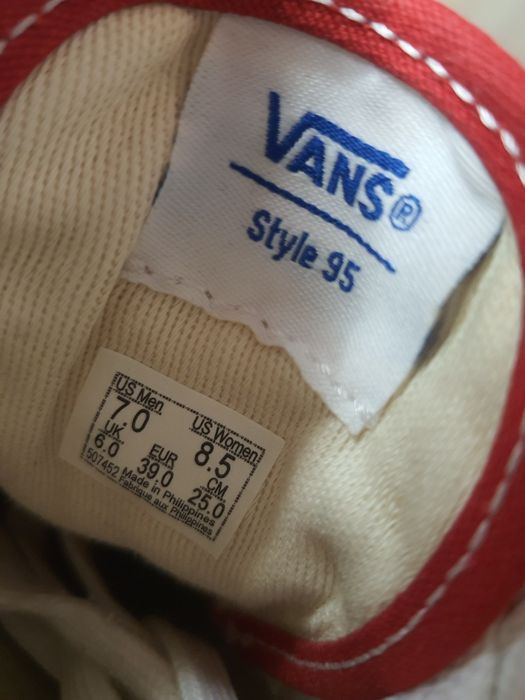 VANS®
Style 95
US Men US Women
7.0 8.5
UK EUR CM
6.0 39.0 25.0
507452 Made in Philippines
Fabriqué aux Philippines